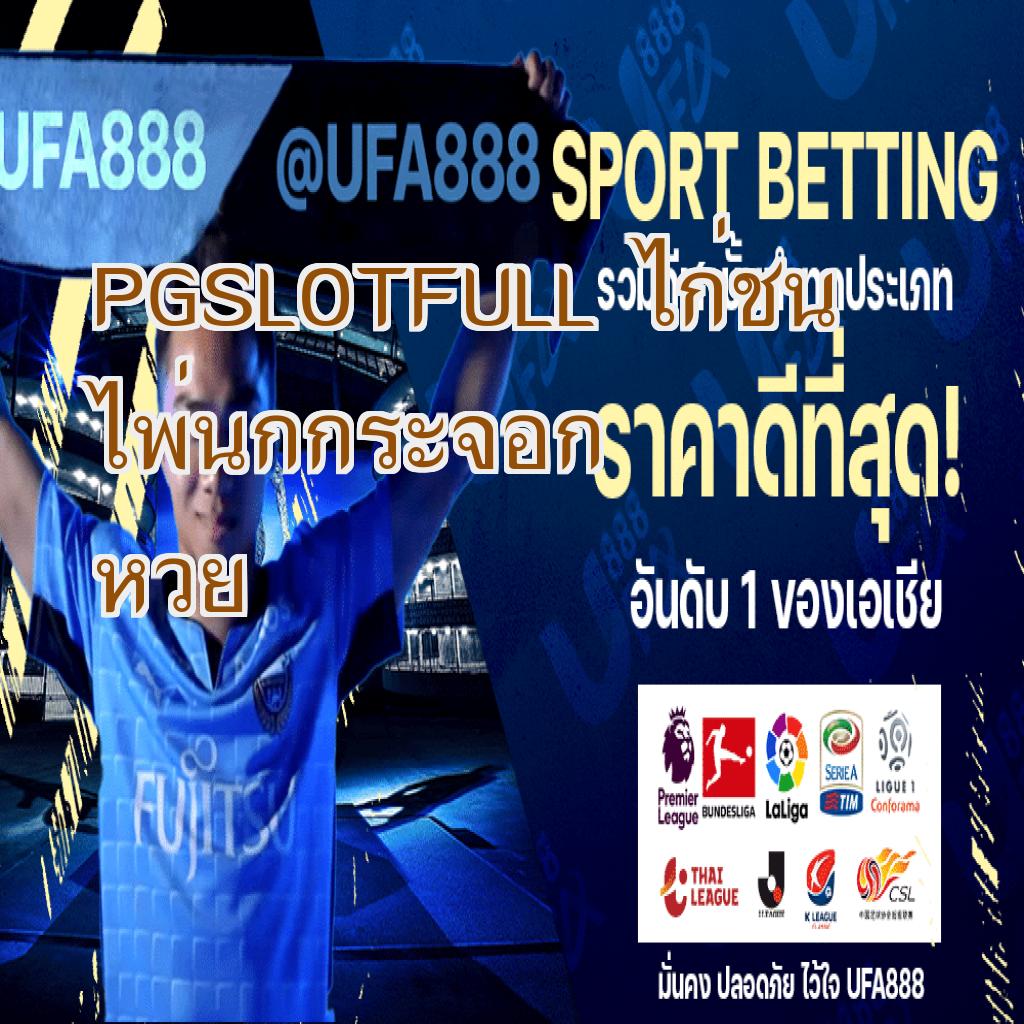 UFA888
@UFA888
SPORT BETTING
PGSLOTFULL ไก่ชน
ไพ่นกกระจอก
หวย
ราคาดีที่สุด!
อันดับ 1 ของเอเชีย
Premier League
BUNDESLIGA
LaLiga
SERIE A
TIM
LIGUE 1
Conforama
THAI LEAGUE
J.LEAGUE
K LEAGUE
CSL
FUJITSU
มั่นคง ปลอดภัย ไว้ใจ UFA888